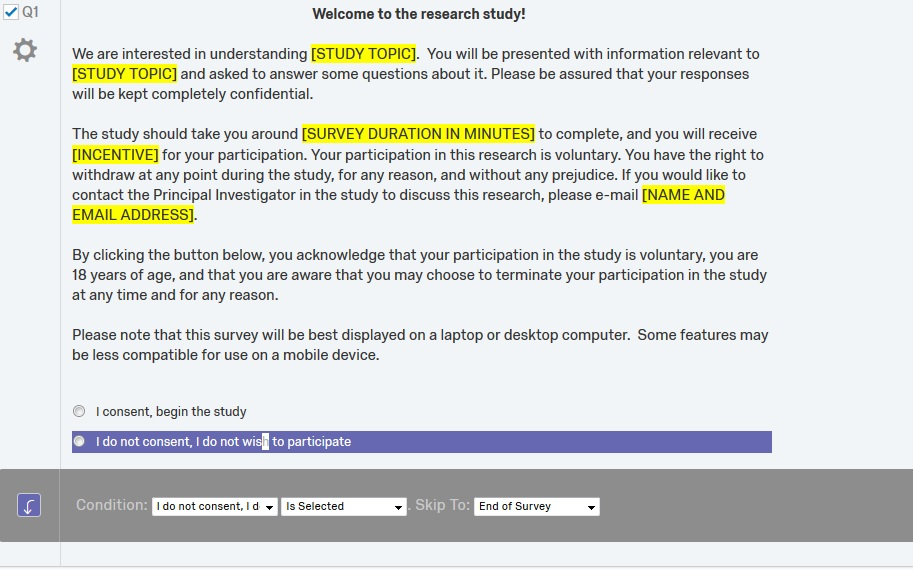 Q1
Welcome to the research study!
We are interested in understanding [STUDY TOPIC].  You will be presented with information relevant to
[STUDY TOPIC] and asked to answer some questions about it. Please be assured that your responses
will be kept completely confidential.
The study should take you around [SURVEY DURATION IN MINUTES] to complete, and you will receive
[INCENTIVE] for your participation. Your participation in this research is voluntary. You have the right to
withdraw at any point during the study, for any reason, and without any prejudice. If you would like to
contact the Principal Investigator in the study to discuss this research, please e-mail [NAME AND
EMAIL ADDRESS].
By clicking the button below, you acknowledge that your participation in the study is voluntary, you are
18 years of age, and that you are aware that you may choose to terminate your participation in the study
at any time and for any reason.
Please note that this survey will be best displayed on a laptop or desktop computer.  Some features may
be less compatible for use on a mobile device.
I consent, begin the study
I do not consent, I do not wish to participate
Condition: I do not consent, I d Is Selected . Skip To: End of Survey